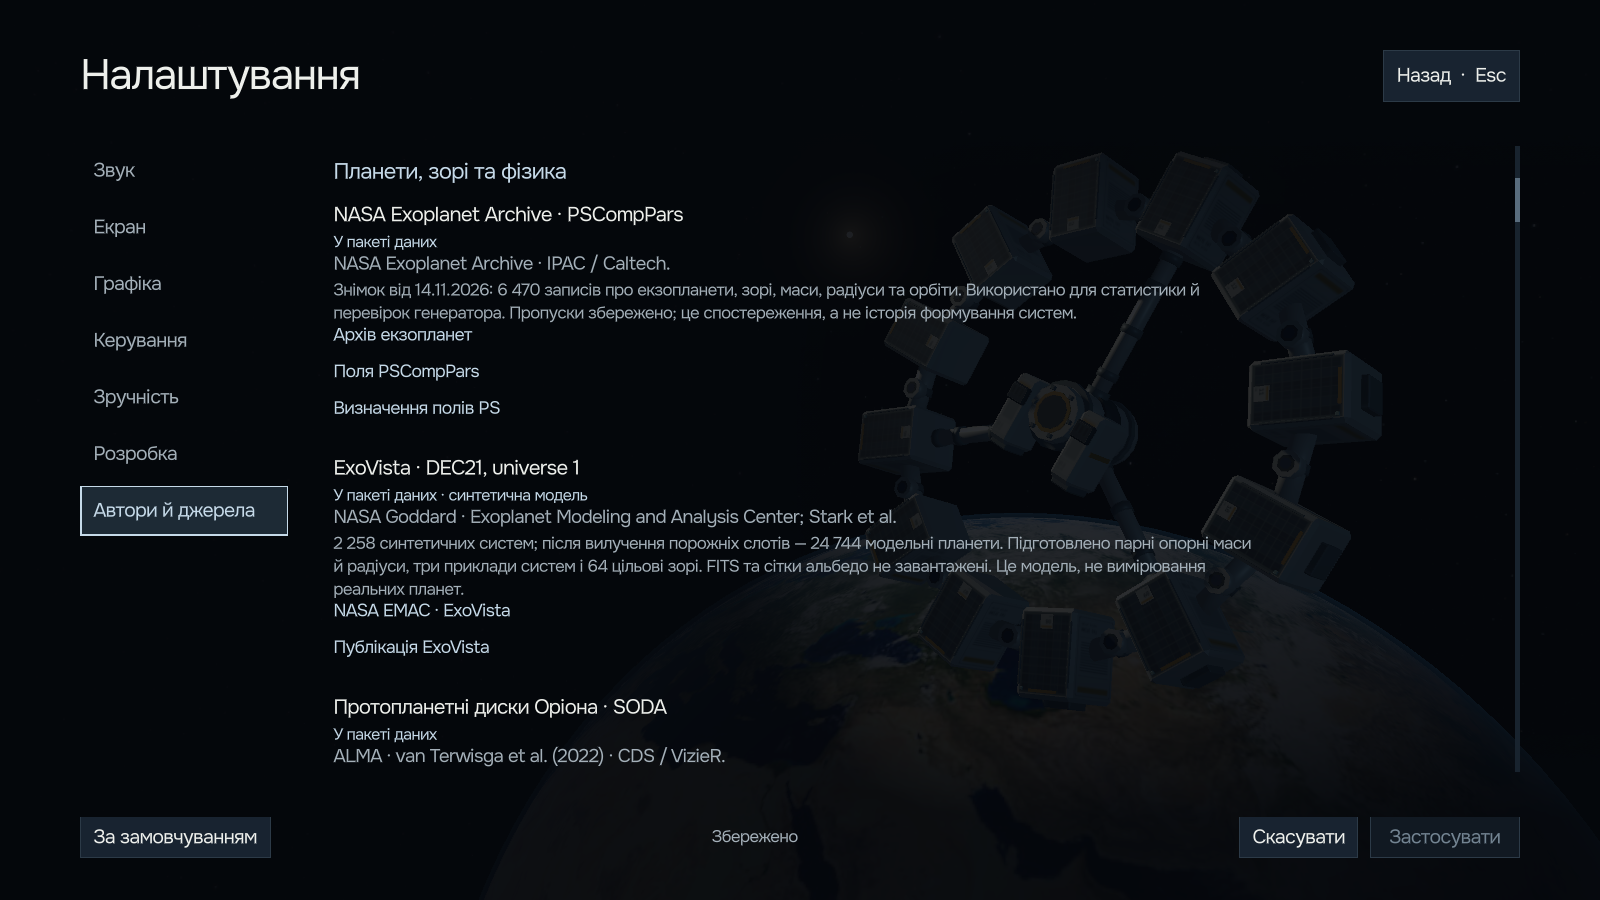 Налаштування
Назад · Esc
Звук
Екран
Графіка
Керування
Зручність
Розробка
Автори й джерела
Планети, зорі та фізика
NASA Exoplanet Archive · PSCompPars
У пакеті даних
NASA Exoplanet Archive · IPAC / Caltech.
Знімок від 14.11.2026: 6 470 записів про екзопланети, зорі, маси, радіуси та орбіти. Використано для статистики й
перевірок генератора. Пропуски збережено; це спостереження, а не історія формування систем.
Архів екзопланет
Поля PSCompPars
Визначення полів PS
ExoVista · DEC21, universe 1
У пакеті даних · синтетична модель
NASA Goddard · Exoplanet Modeling and Analysis Center; Stark et al.
2 258 синтетичних систем; після вилучення порожніх слотів — 24 744 модельні планети. Підготовлено парні опорні маси
й радіуси, три приклади систем і 64 цільові зорі. FITS та сітки альбедо не завантажені. Це модель, не вимірювання
реальних планет.
NASA EMAC · ExoVista
Публікація ExoVista
Протопланетні диски Оріона · SODA
У пакеті даних
ALMA · van Terwisga et al. (2022) · CDS / VizieR.
За замовчуванням
Збережено
Скасувати
Застосувати